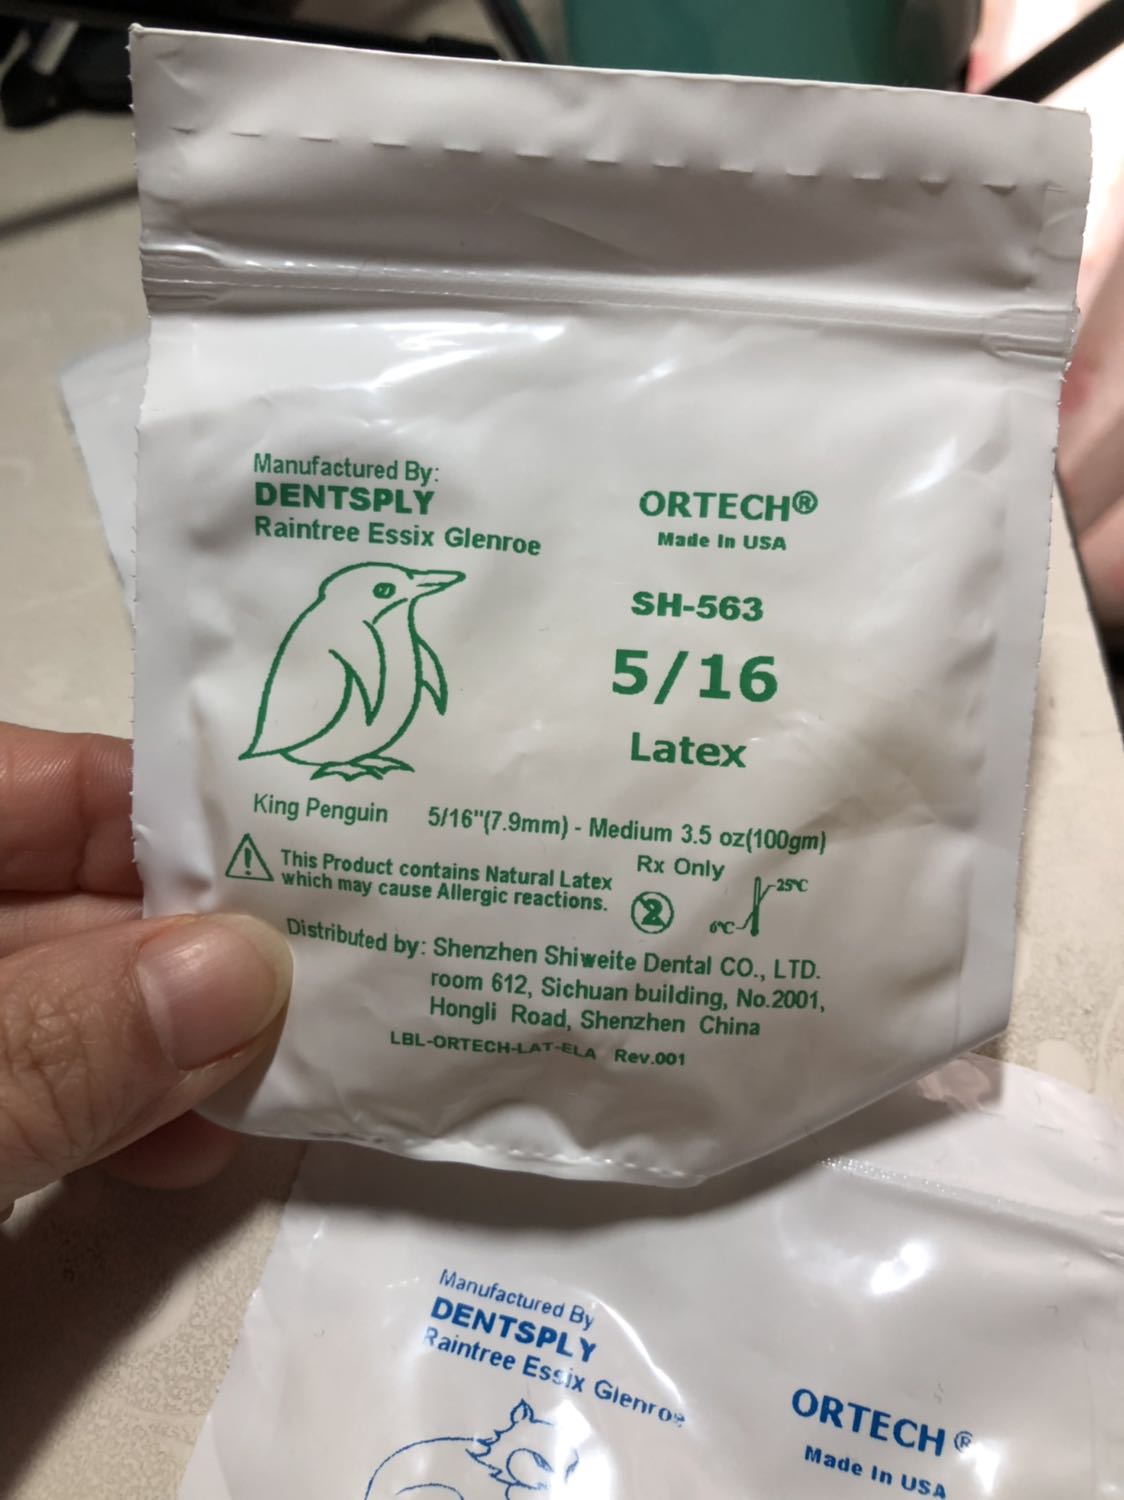 Manufactured By:
DENTSPLY
Raintree Essix Glenroe
ORTECH®
Made In USA
SH-563
5/16
Latex
King Penguin
5/16"(7.9mm) - Medium 3.5 oz(100gm)
This Product contains Natural Latex
which may cause Allergic reactions.
Rx Only
2
25℃
6℃
Distributed by: Shenzhen Shiweite Dental CO., LTD.
room 612, Sichuan building, No.2001,
Hongli Road, Shenzhen China
LBL-ORTECH-LAT-ELA Rev.001
Manufactured By
DENTSPLY
Raintree Essix Glenroe
ORTECH®
Made In USA